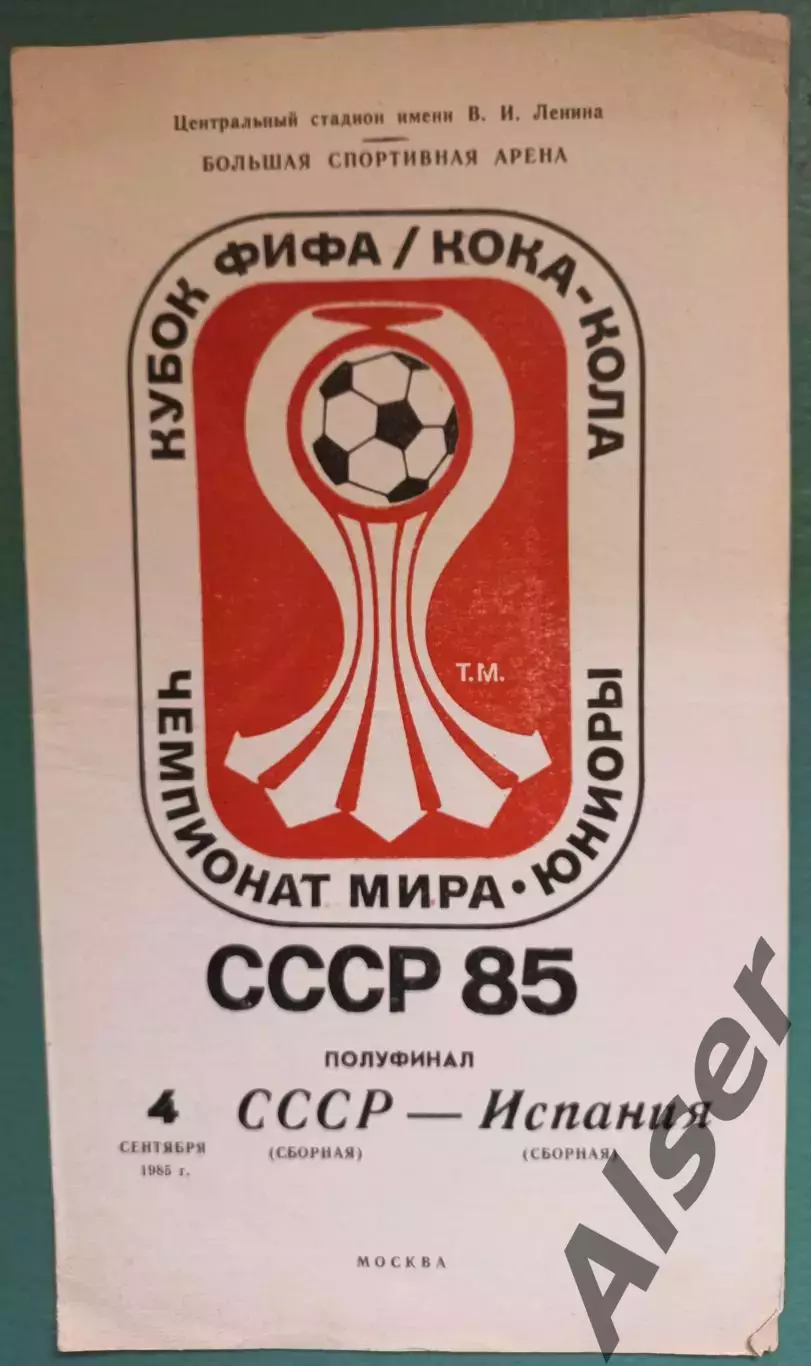 Центральный стадион имени В. И. Ленина
БОЛЬШАЯ СПОРТИВНАЯ АРЕНА
КУБОК ФИФА / КОКА-КОЛА
Т.М.
ЧЕМПИОНАТ МИРА · ЮНИОРЫ
СССР 85
ПОЛУФИНАЛ
4 СССР — Испания
СЕНТЯБРЯ (СБОРНАЯ) (СБОРНАЯ)
1985 г.
МОСКВА
Alser